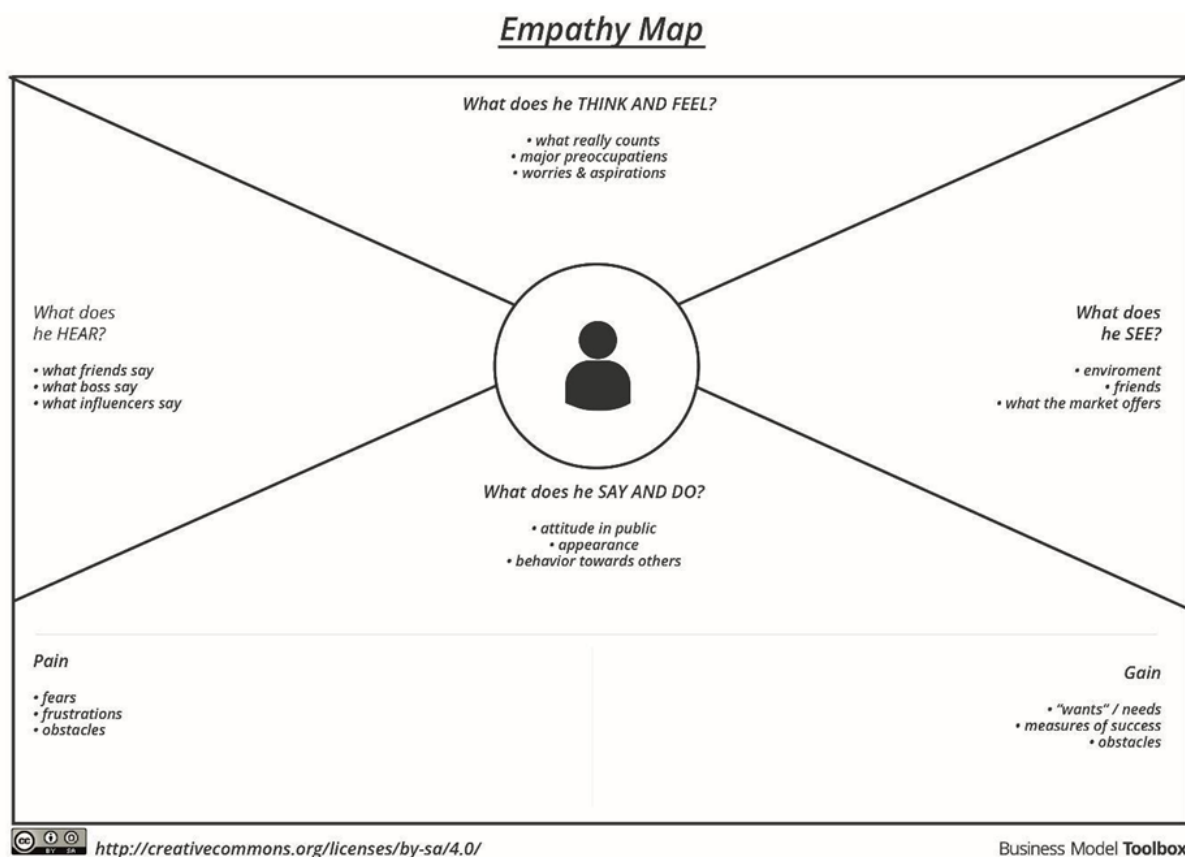 Empathy Map
What does he THINK AND FEEL?
• what really counts
• major preoccupatiens
• worries & aspirations
What does
he HEAR?
• what friends say
• what boss say
• what influencers say
What does
he SEE?
• enviroment
• friends
• what the market offers
What does he SAY AND DO?
• attitude in public
• appearance
• behavior towards others
Pain
• fears
• frustrations
• obstacles
Gain
• “wants” / needs
• measures of success
• obstacles
cc BY SA
http://creativecommons.org/licenses/by-sa/4.0/
Business Model Toolbox